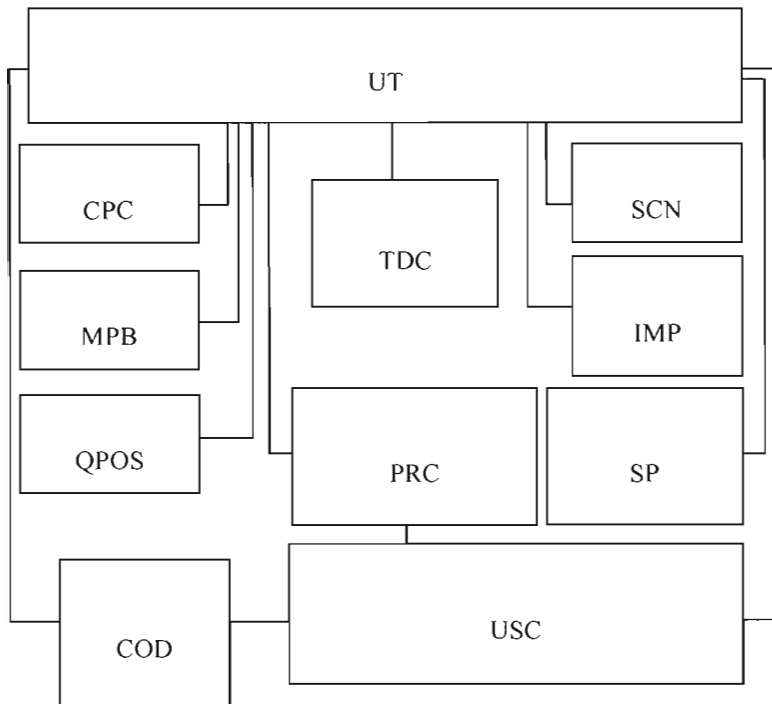 UT
CPC
SCN
TDC
MPB
IMP
QPOS
PRC
SP
COD
USC